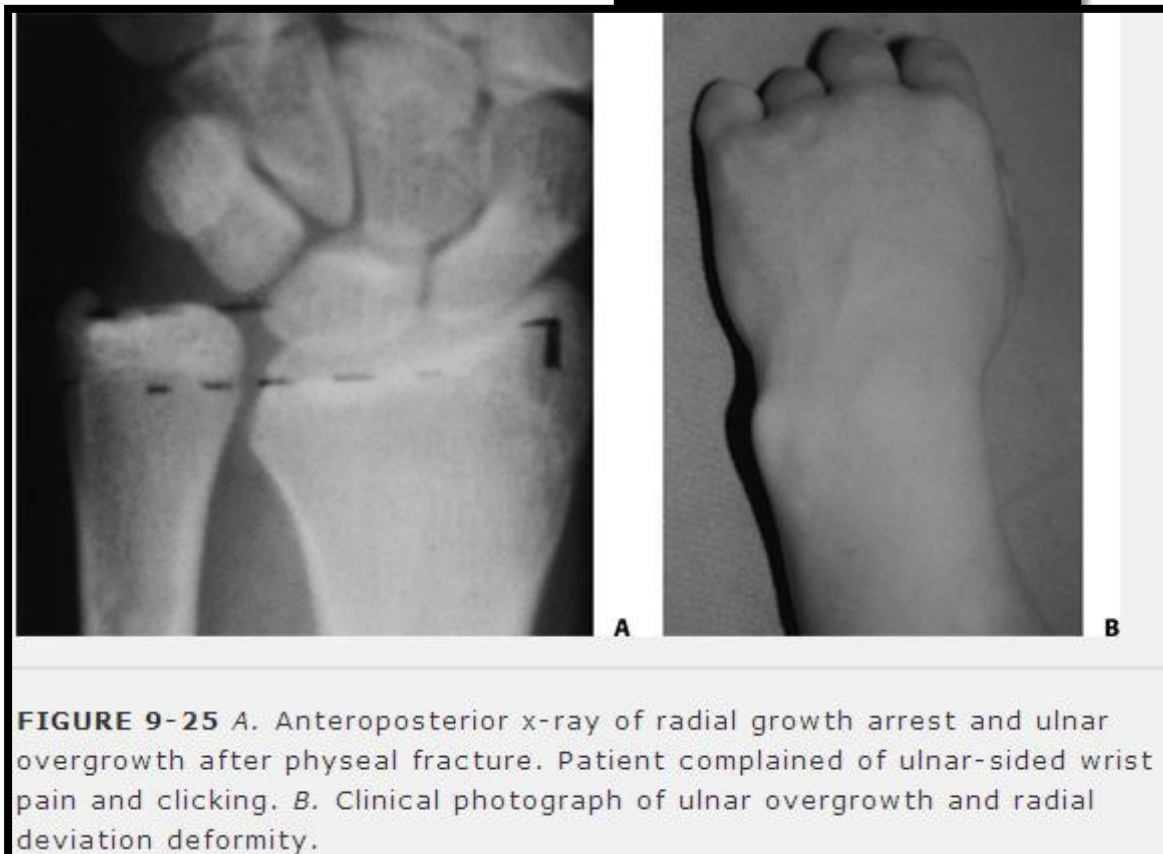 A
B
FIGURE 9-25 A. Anteroposterior x-ray of radial growth arrest and ulnar
overgrowth after physeal fracture. Patient complained of ulnar-sided wrist
pain and clicking. B. Clinical photograph of ulnar overgrowth and radial
deviation deformity.